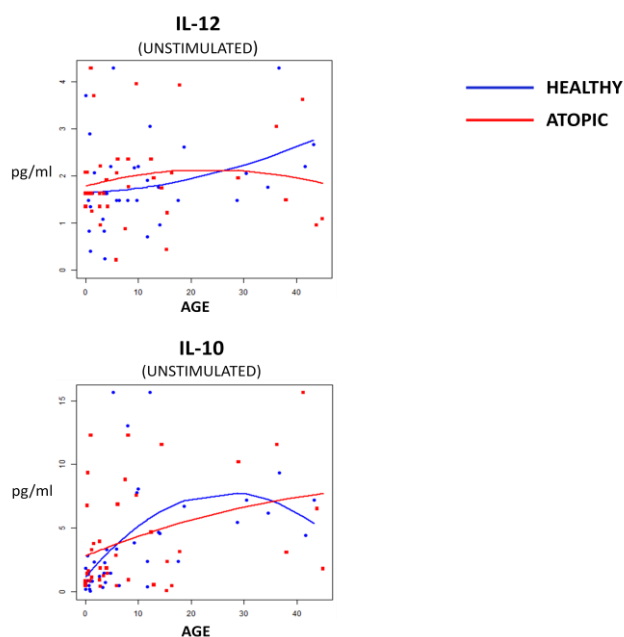 IL-12
(UNSTIMULATED)
HEALTHY
ATOPIC
4
3
pg/ml
2
1
0
0 10 20 30 40
AGE
IL-10
(UNSTIMULATED)
15
10
pg/ml
5
0
0 10 20 30 40
AGE